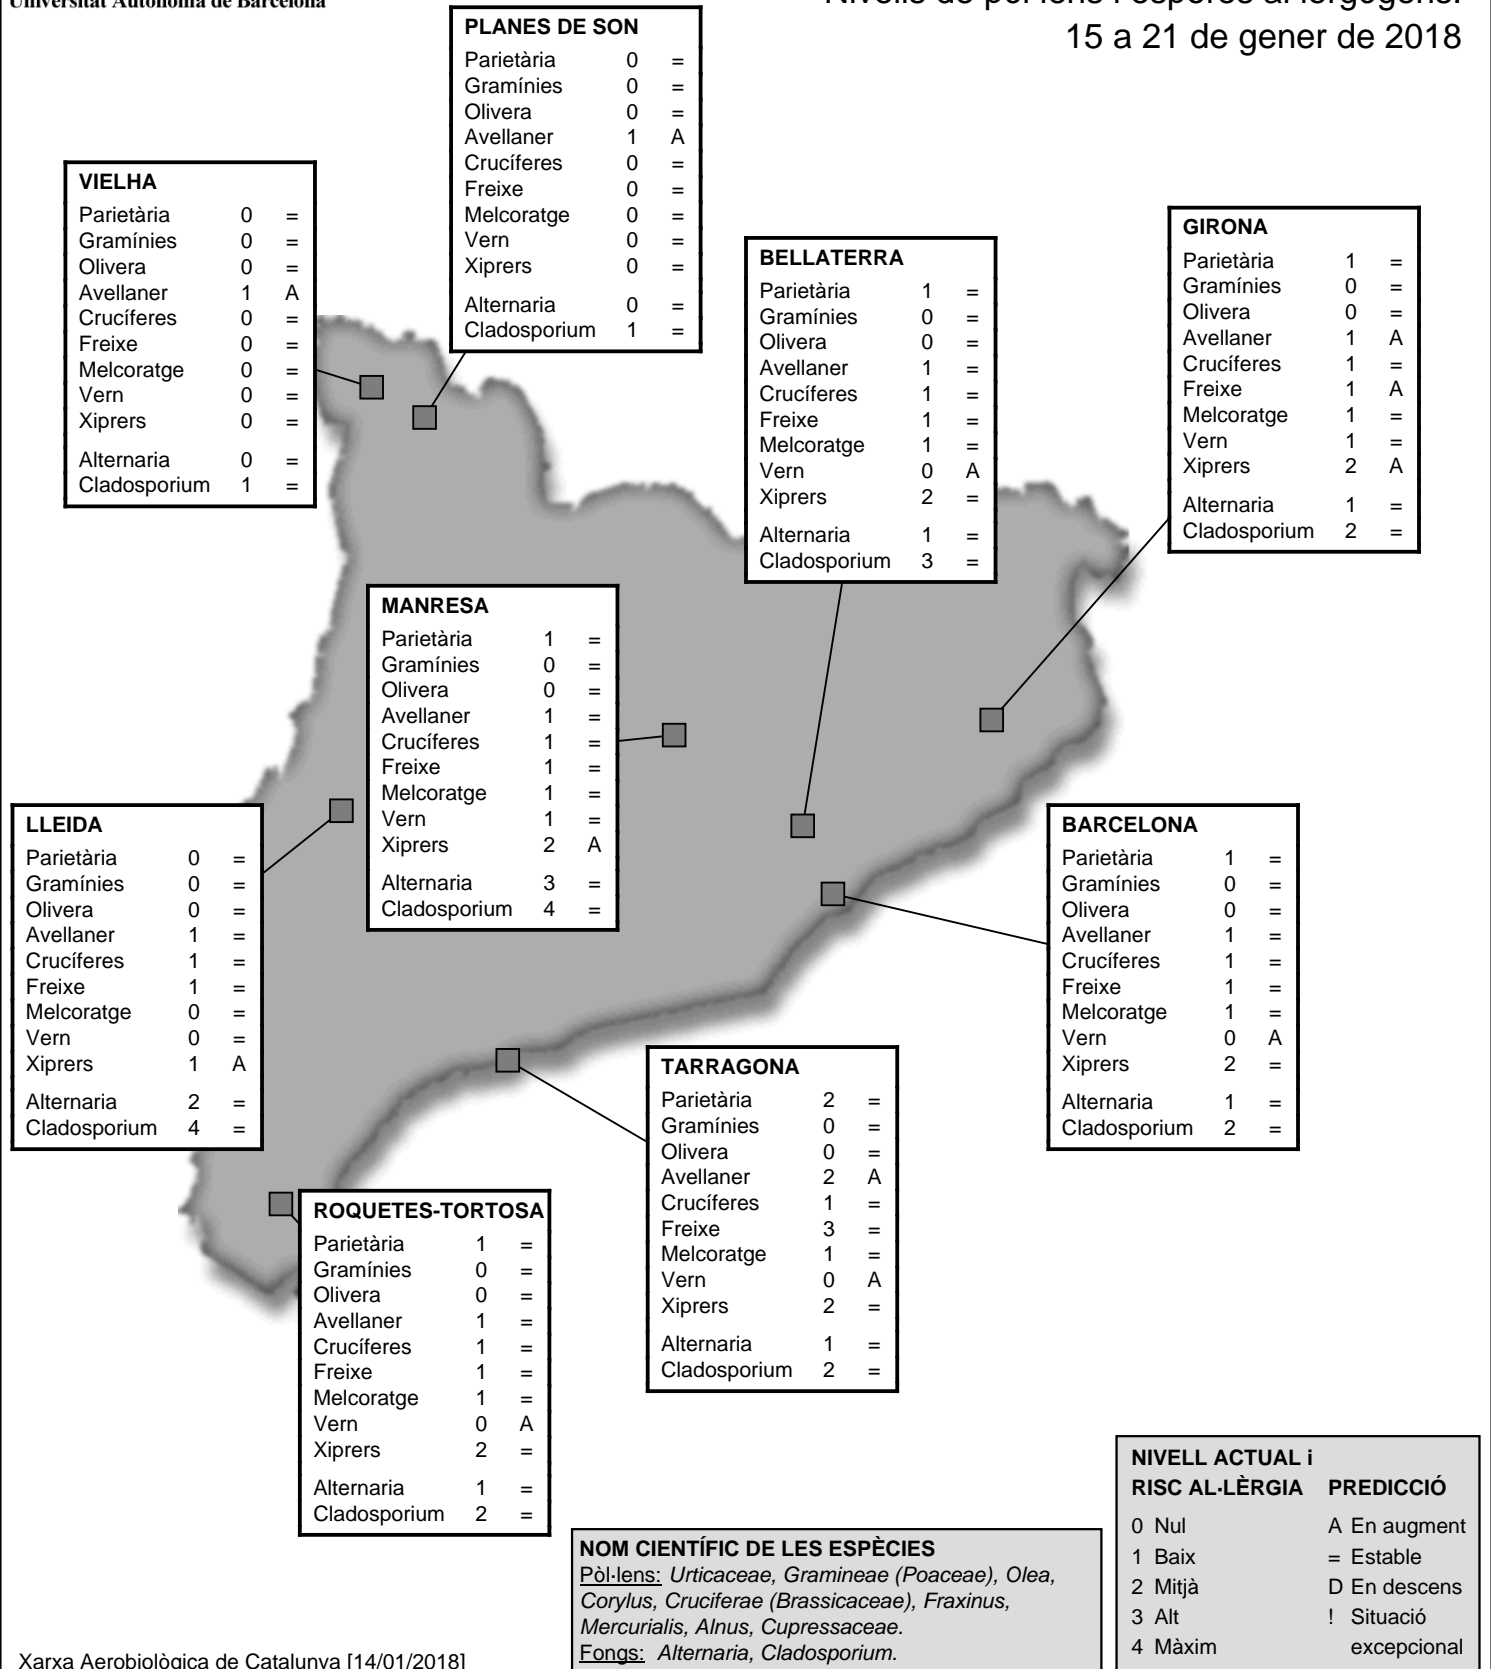 Universitat Autònoma de Barcelona
Nivells de pol·lens i espores al·lergògens.
15 a 21 de gener de 2018
PLANES DE SON
Parietària 0 =
Gramínies 0 =
Olivera 0 =
Avellaner 1 A
Crucíferes 0 =
Freixe 0 =
Melcoratge 0 =
Vern 0 =
Xiprers 0 =
Alternaria 0 =
Cladosporium 1 =
VIELHA
Parietària 0 =
Gramínies 0 =
Olivera 0 =
Avellaner 1 A
Crucíferes 0 =
Freixe 0 =
Melcoratge 0 =
Vern 0 =
Xiprers 0 =
Alternaria 0 =
Cladosporium 1 =
GIRONA
Parietària 1 =
Gramínies 0 =
Olivera 0 =
Avellaner 1 A
Crucíferes 1 =
Freixe 1 A
Melcoratge 1 =
Vern 1 =
Xiprers 2 A
Alternaria 1 =
Cladosporium 2 =
BELLATERRA
Parietària 1 =
Gramínies 0 =
Olivera 0 =
Avellaner 1 =
Crucíferes 1 =
Freixe 1 =
Melcoratge 1 =
Vern 0 A
Xiprers 2 =
Alternaria 1 =
Cladosporium 3 =
MANRESA
Parietària 1 =
Gramínies 0 =
Olivera 0 =
Avellaner 1 =
Crucíferes 1 =
Freixe 1 =
Melcoratge 1 =
Vern 1 =
Xiprers 2 A
Alternaria 3 =
Cladosporium 4 =
LLEIDA
Parietària 0 =
Gramínies 0 =
Olivera 0 =
Avellaner 1 =
Crucíferes 1 =
Freixe 1 =
Melcoratge 0 =
Vern 0 =
Xiprers 1 A
Alternaria 2 =
Cladosporium 4 =
BARCELONA
Parietària 1 =
Gramínies 0 =
Olivera 0 =
Avellaner 1 =
Crucíferes 1 =
Freixe 1 =
Melcoratge 1 =
Vern 0 A
Xiprers 2 =
Alternaria 1 =
Cladosporium 2 =
TARRAGONA
Parietària 2 =
Gramínies 0 =
Olivera 0 =
Avellaner 2 A
Crucíferes 1 =
Freixe 3 =
Melcoratge 1 =
Vern 0 A
Xiprers 2 =
Alternaria 1 =
Cladosporium 2 =
ROQUETES-TORTOSA
Parietària 1 =
Gramínies 0 =
Olivera 0 =
Avellaner 1 =
Crucíferes 1 =
Freixe 1 =
Melcoratge 1 =
Vern 0 A
Xiprers 2 =
Alternaria 1 =
Cladosporium 2 =
NIVELL ACTUAL i
RISC AL·LÈRGIA PREDICCIÓ
0 Nul A En augment
1 Baix = Estable
2 Mitjà D En descens
3 Alt ! Situació
4 Màxim excepcional
NOM CIENTÍFIC DE LES ESPÈCIES
Pòl·lens: Urticaceae, Gramineae (Poaceae), Olea,
Corylus, Cruciferae (Brassicaceae), Fraxinus,
Mercurialis, Alnus, Cupressaceae.
Fongs: Alternaria, Cladosporium.
Xarxa Aerobiològica de Catalunya [14/01/2018]